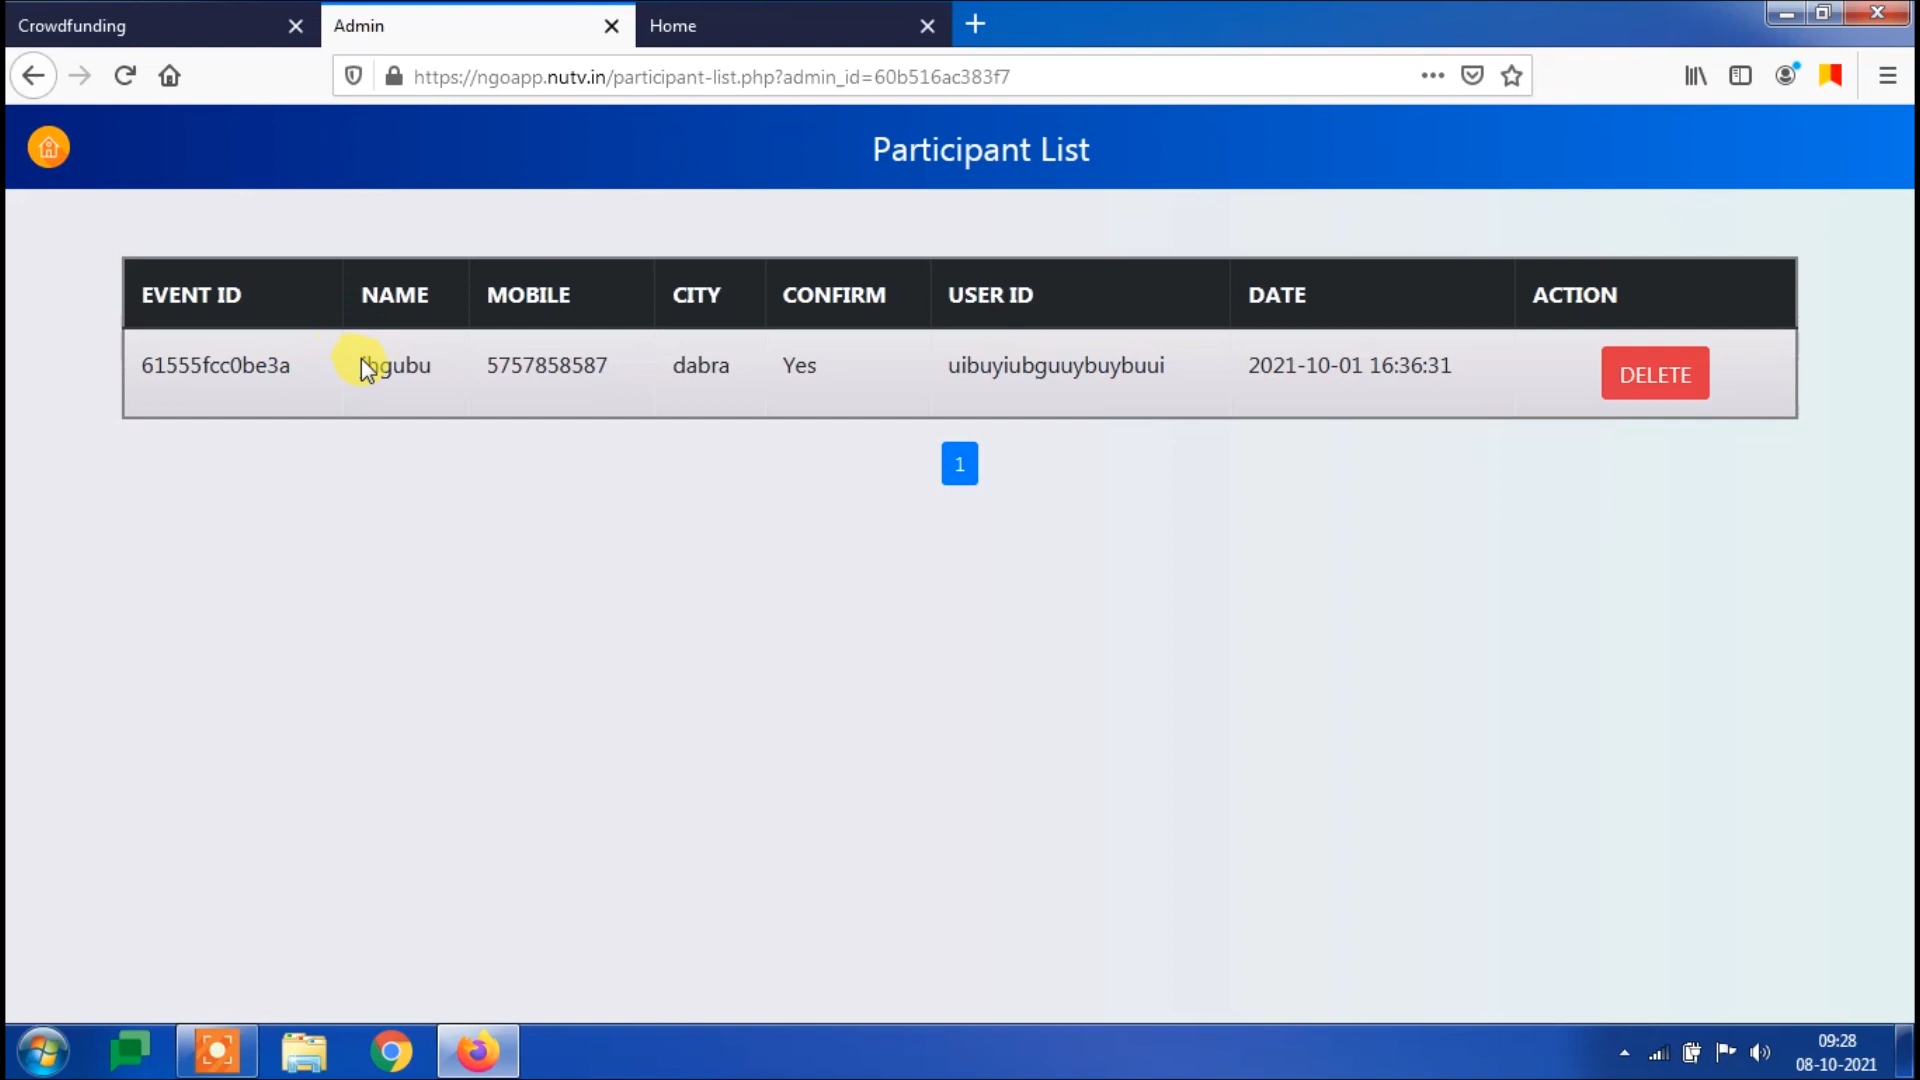 Crowdfunding
Admin
Home
https://ngoapp.nutv.in/participant-list.php?admin_id=60b516ac383f7
Participant List
EVENT ID NAME MOBILE CITY CONFIRM USER ID DATE ACTION
61555fcc0be3a 5757858587 dabra Yes uibuyiubguuybuybuui 2021-10-01 16:36:31 DELETE
1
09:28
08-10-2021